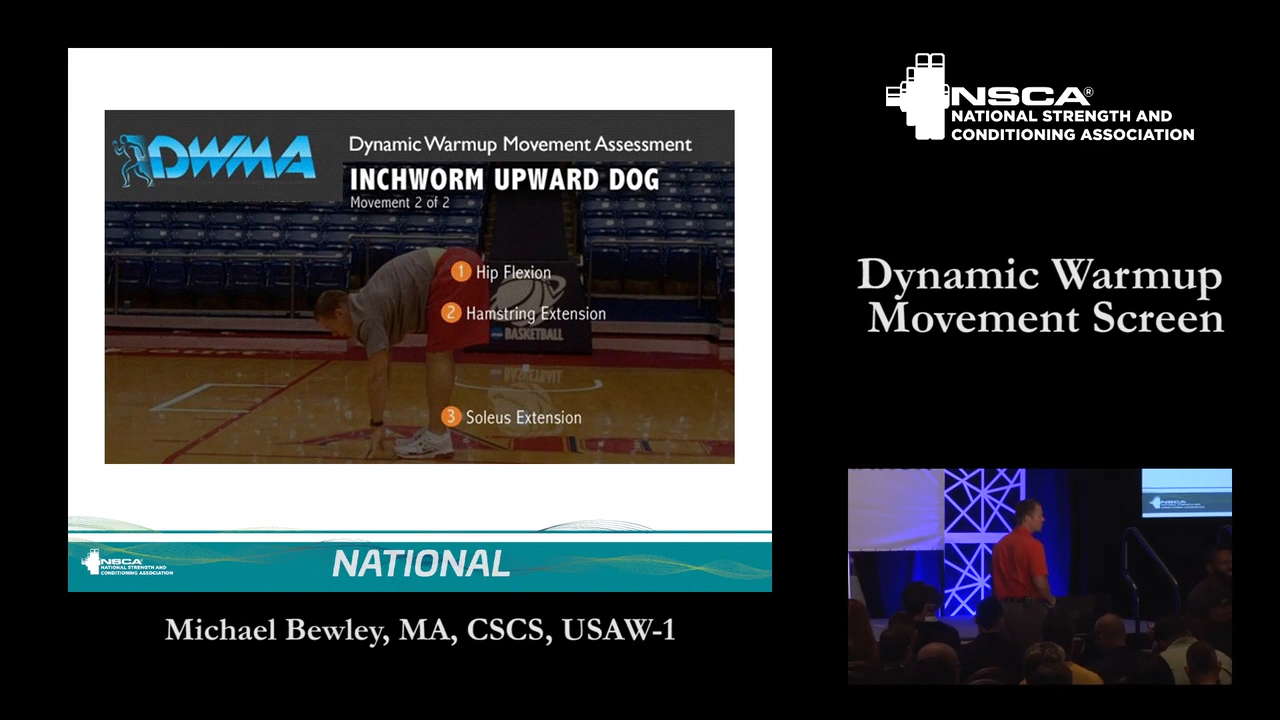 DWMA
Dynamic Warmup Movement Assessment
INCHWORM UPWARD DOG
Movement 2 of 2
1 Hip Flexion
2 Hamstring Extension
BASKETBALL
3 Soleus Extension
NSCA
NATIONAL STRENGTH AND
CONDITIONING ASSOCIATION
NATIONAL
Michael Bewley, MA, CSCS, USAW-1
NSCA®
NATIONAL STRENGTH AND
CONDITIONING ASSOCIATION
Dynamic Warmup
Movement Screen
NSCA